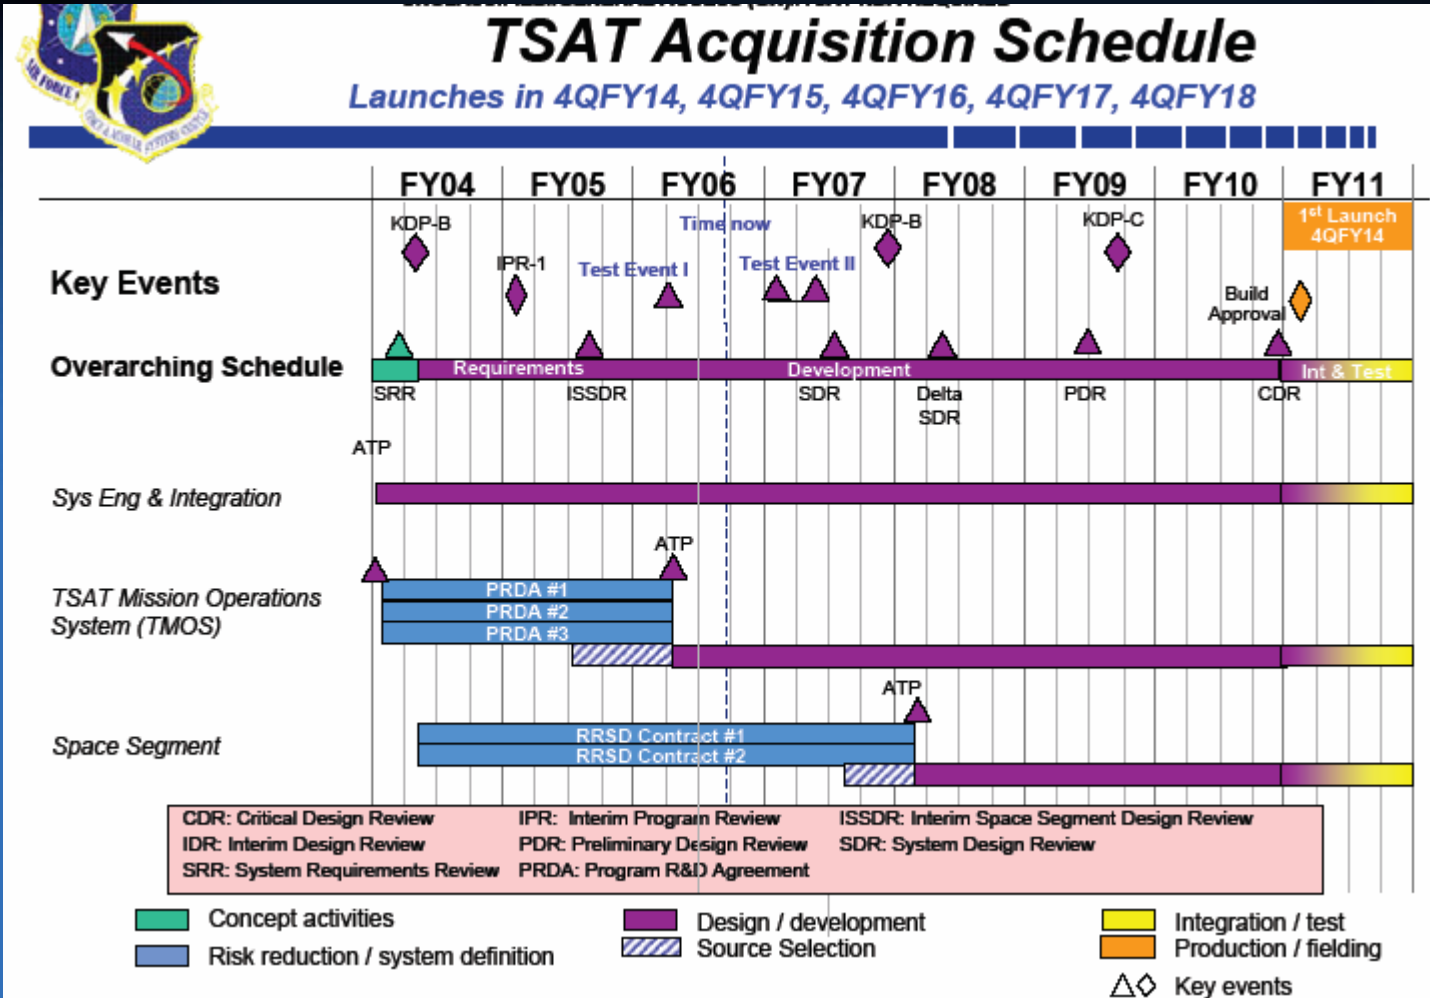 TSAT Acquisition Schedule
Launches in 4QFY14, 4QFY15, 4QFY16, 4QFY17, 4QFY18
FY04 FY05 FY06 FY07 FY08 FY09 FY10 FY11
KDP-B Time now KDP-B KDP-C 1st Launch
4QFY14
IPR-1 Test Event I Test Event II
Key Events
Build
Approval
Overarching Schedule Requirements Development Int & Test
SRR ISSDR SDR Delta PDR CDR
SDR
ATP
Sys Eng & Integration
ATP
PRDA #1
TSAT Mission Operations PRDA #2
System (TMOS) PRDA #3
ATP
RRSD Contract #1
Space Segment RRSD Contract #2
CDR: Critical Design Review IPR: Interim Program Review ISSDR: Interim Space Segment Design Review
IDR: Interim Design Review PDR: Preliminary Design Review SDR: System Design Review
SRR: System Requirements Review PRDA: Program R&D Agreement
Concept activities Design / development Integration / test
Risk reduction / system definition Source Selection Production / fielding
Key events